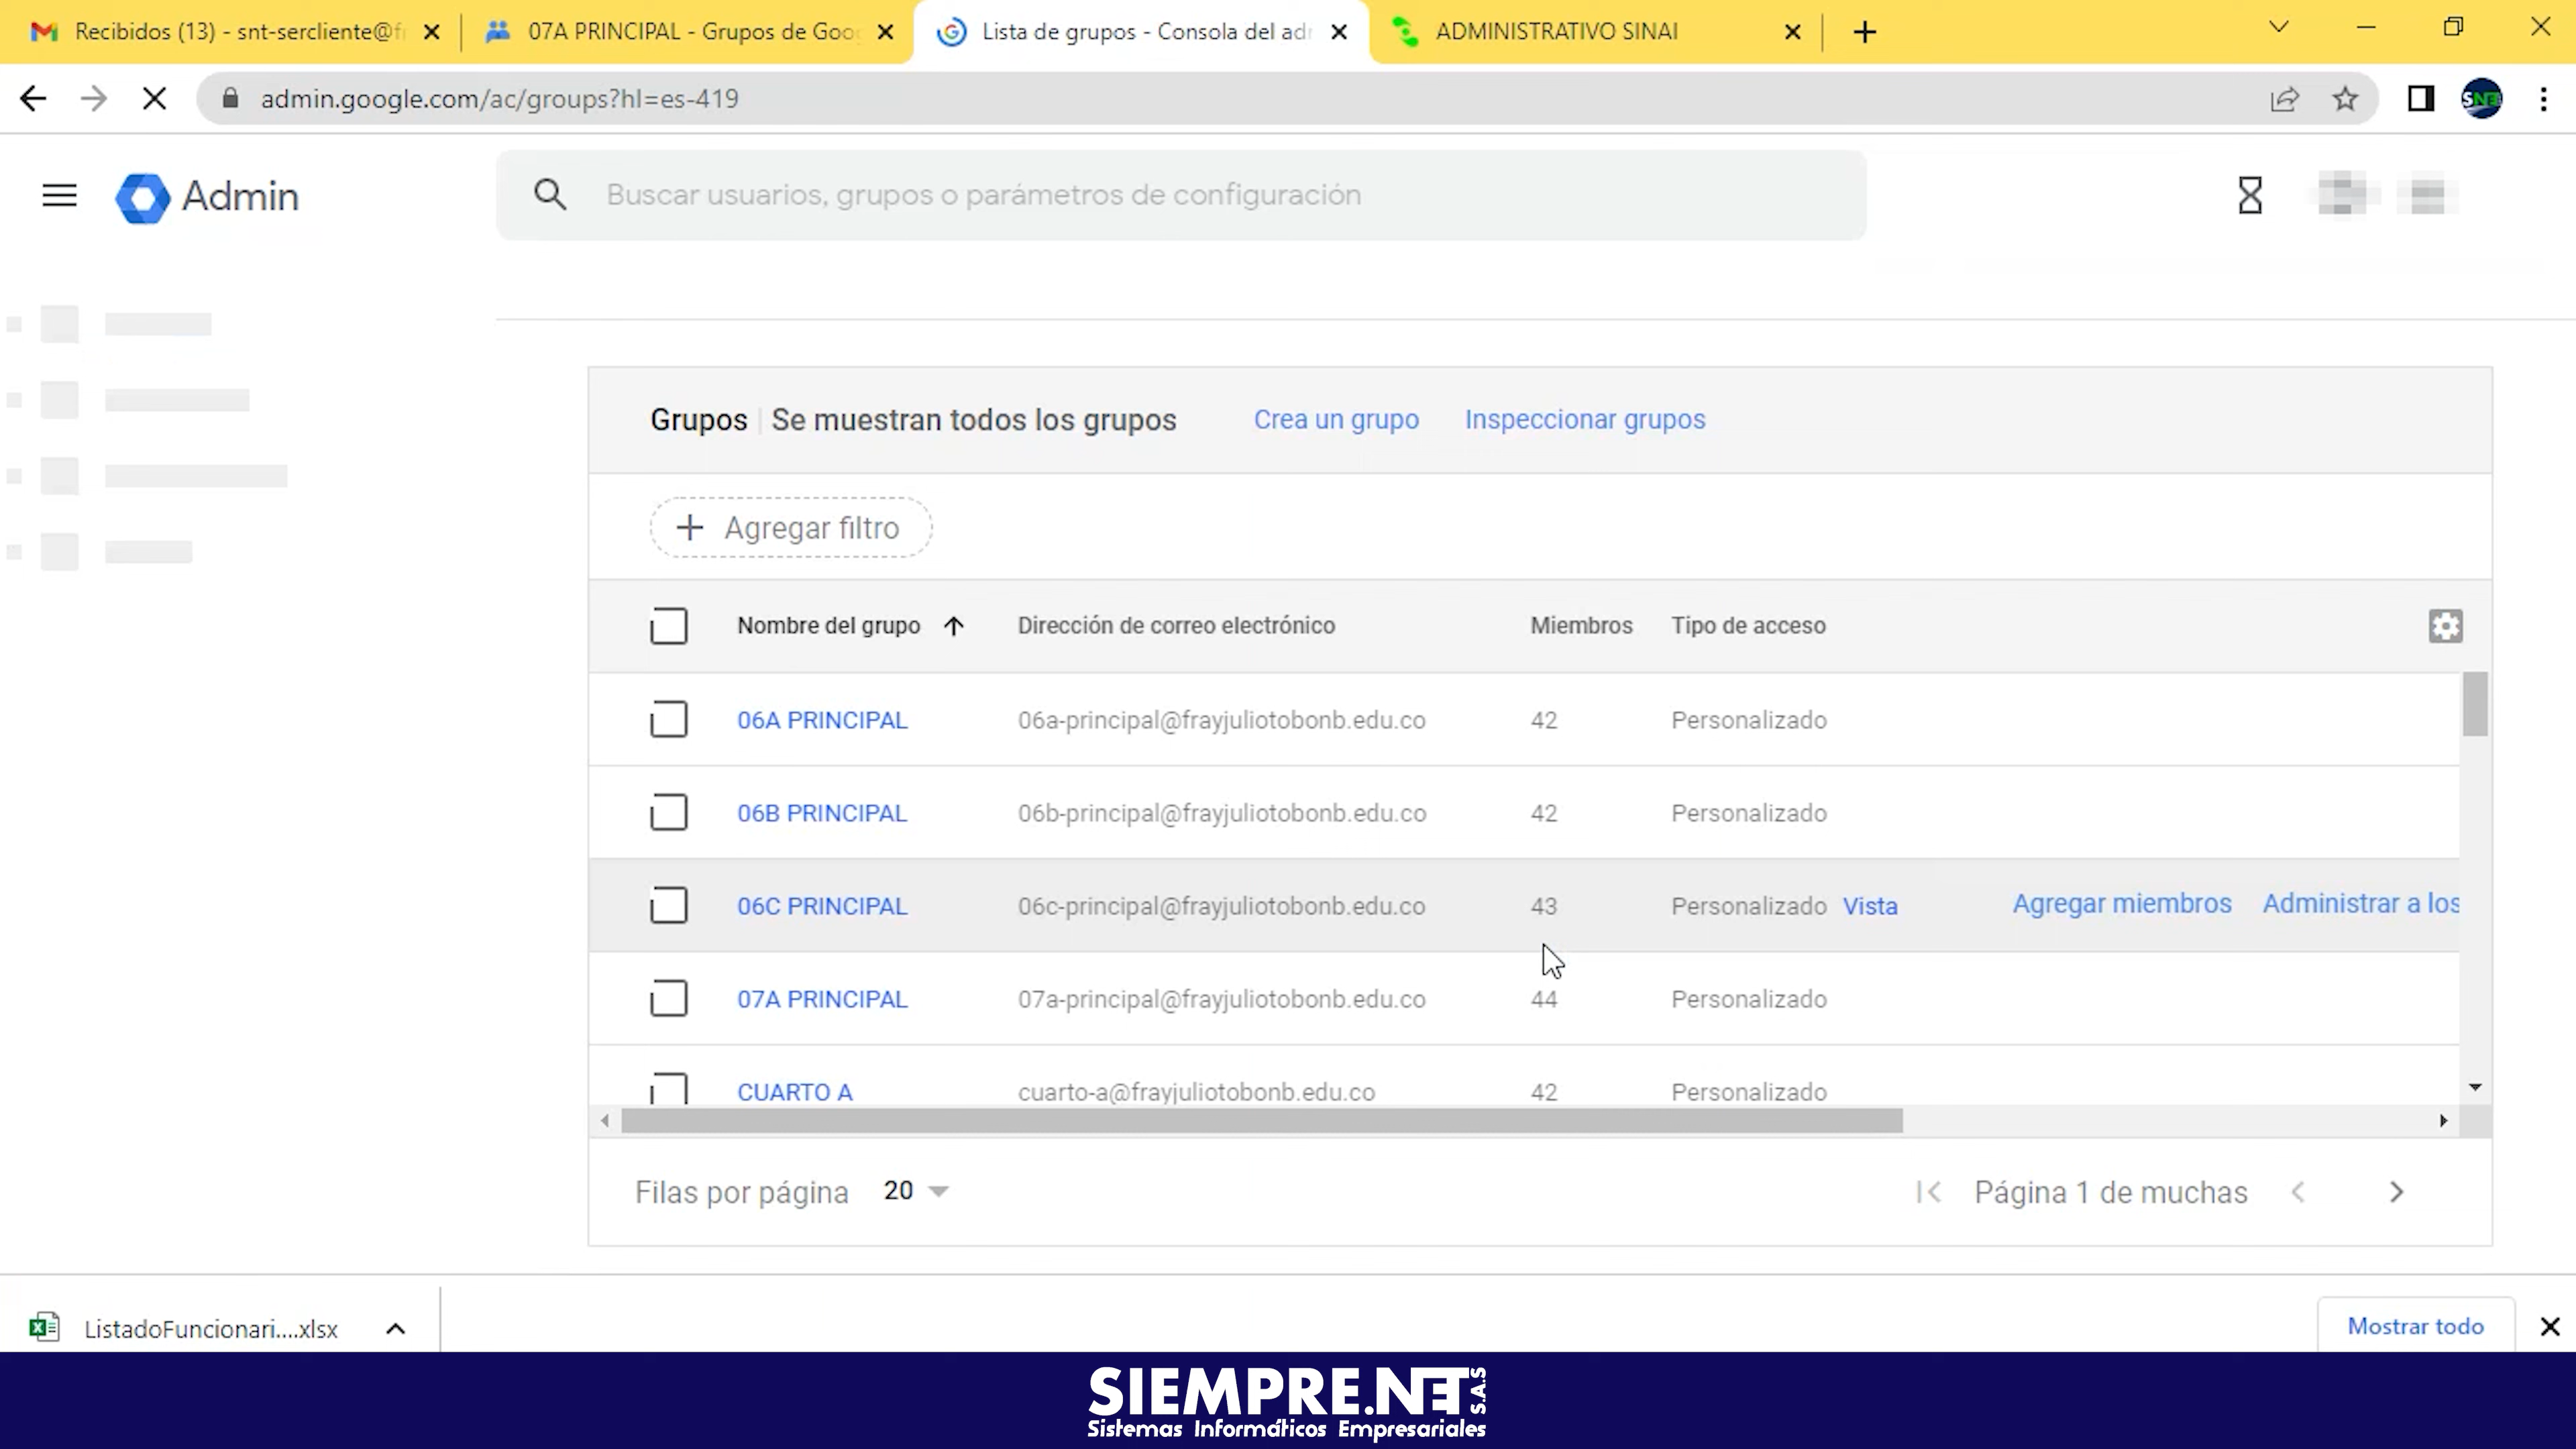 Recibidos (13) - snt-sercliente@f
07A PRINCIPAL - Grupos de Goo
Lista de grupos - Consola del ad
ADMINISTRATIVO SINAI
admin.google.com/ac/groups?hl=es-419
Admin
Buscar usuarios, grupos o parámetros de configuración
Grupos | Se muestran todos los grupos Crea un grupo Inspeccionar grupos
+ Agregar filtro
Nombre del grupo Dirección de correo electrónico Miembros Tipo de acceso
06A PRINCIPAL 06a-principal@frayjuliotobonb.edu.co 42 Personalizado
06B PRINCIPAL 06b-principal@frayjuliotobonb.edu.co 42 Personalizado
06C PRINCIPAL 06c-principal@frayjuliotobonb.edu.co 43 Personalizado Vista Agregar miembros Administrar a los
07A PRINCIPAL 07a-principal@frayjuliotobonb.edu.co 44 Personalizado
CUARTO A cuarto-a@frayjuliotobonb.edu.co 42 Personalizado
Filas por página 20 Página 1 de muchas
ListadoFuncionari....xlsx Mostrar todo
SIEMPRE.NET S.A.S
Sistemas Informáticos Empresariales